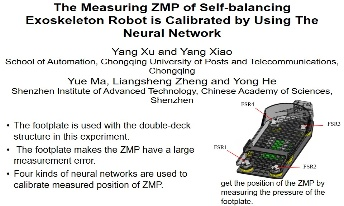 The Measuring ZMP of Self-balancing
Exoskeleton Robot is Calibrated by Using The
Neural Network
Yang Xu and Yang Xiao
School of Automation, Chongqing University of Posts and Telecommunications,
Chongqing
Yue Ma, Liangsheng Zheng and Yong He
Shenzhen Institute of Advanced Technology, Chinese Academy of Sciences,
Shenzhen
• The footplate is used with the double-deck
structure in this experiment.
• The footplate makes the ZMP have a large
measurement error.
• Four kinds of neural networks are used to
calibrate measured position of ZMP.
FSR4
FSR2
FSR1
FSR2
get the position of the ZMP by
measuring the pressure of the
footplate.